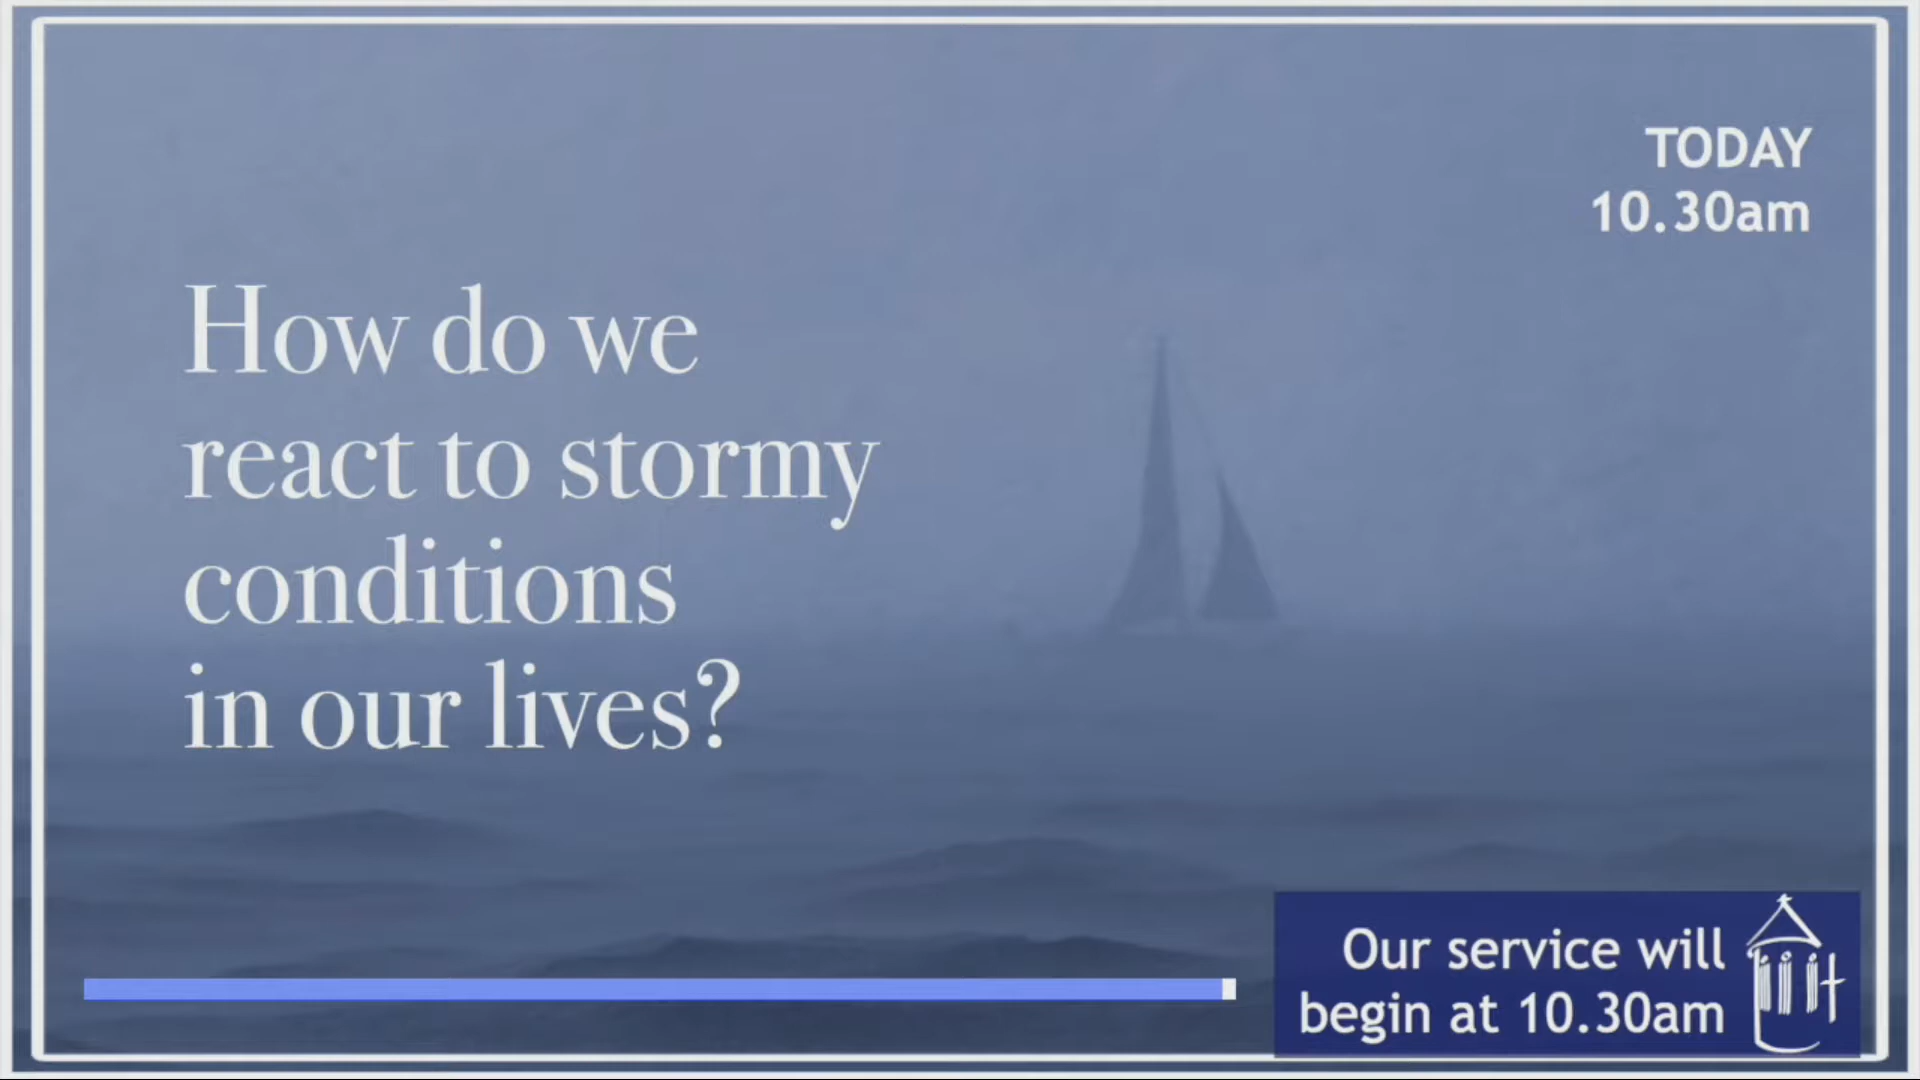 TODAY
10.30am
How do we
react to stormy
conditions
in our lives?
Our service will
begin at 10.30am